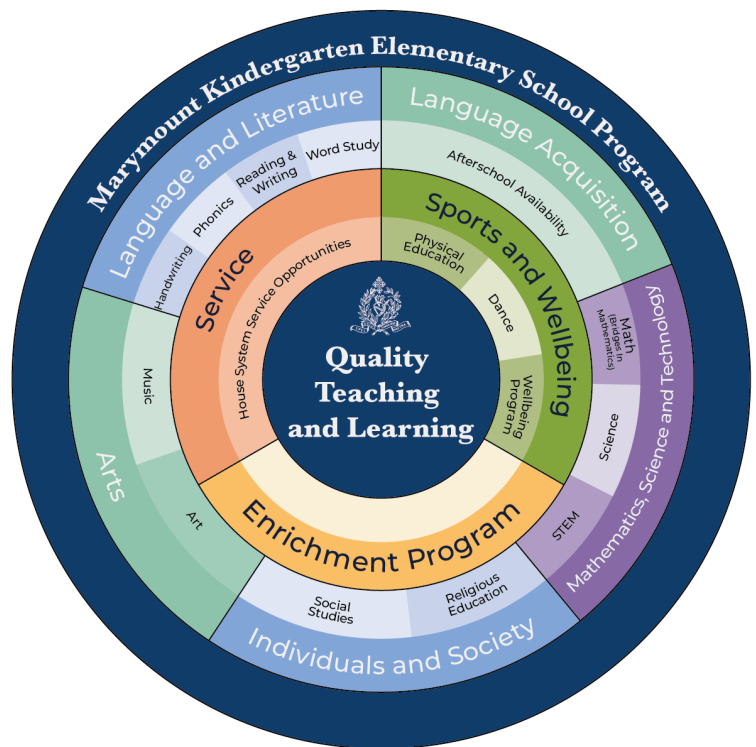 Marymount Kindergarten Elementary School Program
Language and Literature
Handwriting
Phonics
Reading &
Writing
Word Study
Language Acquisition
Afterschool Availability
Mathematics, Science and Technology
Math
(Bridges in
Mathematics)
Science
STEM
Individuals and Society
Religious
Education
Social
Studies
Arts
Art
Music
Service
House System Service Opportunities
Sports and Wellbeing
Physical
Education
Dance
Wellbeing
Program
Enrichment Program
Quality
Teaching
and Learning